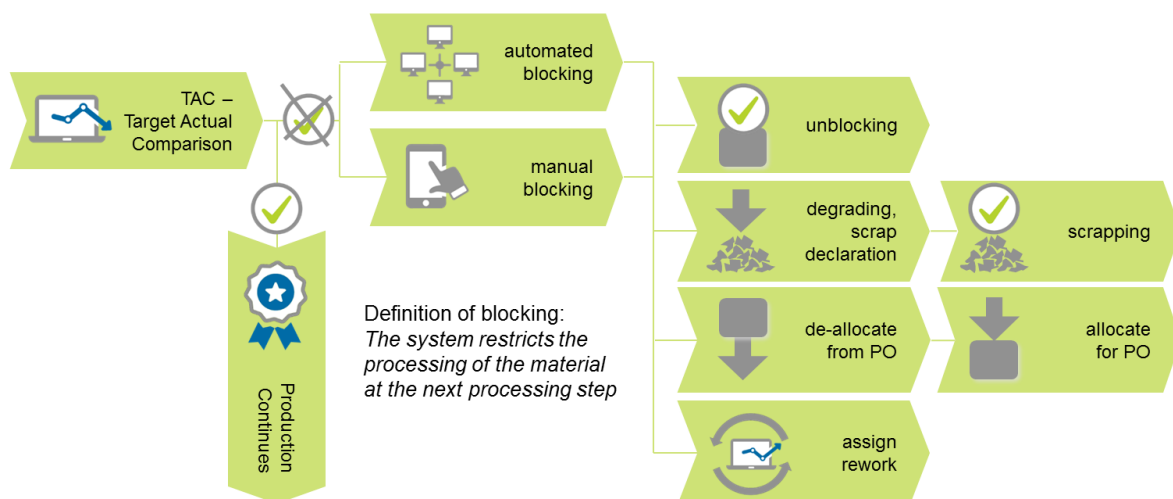 TAC –
Target Actual
Comparison
automated
blocking
manual
blocking
unblocking
degrading,
scrap
declaration
scrapping
de-allocate
from PO
allocate
for PO
assign
rework
Production
Continues
Definition of blocking:
The system restricts the
processing of the material
at the next processing step